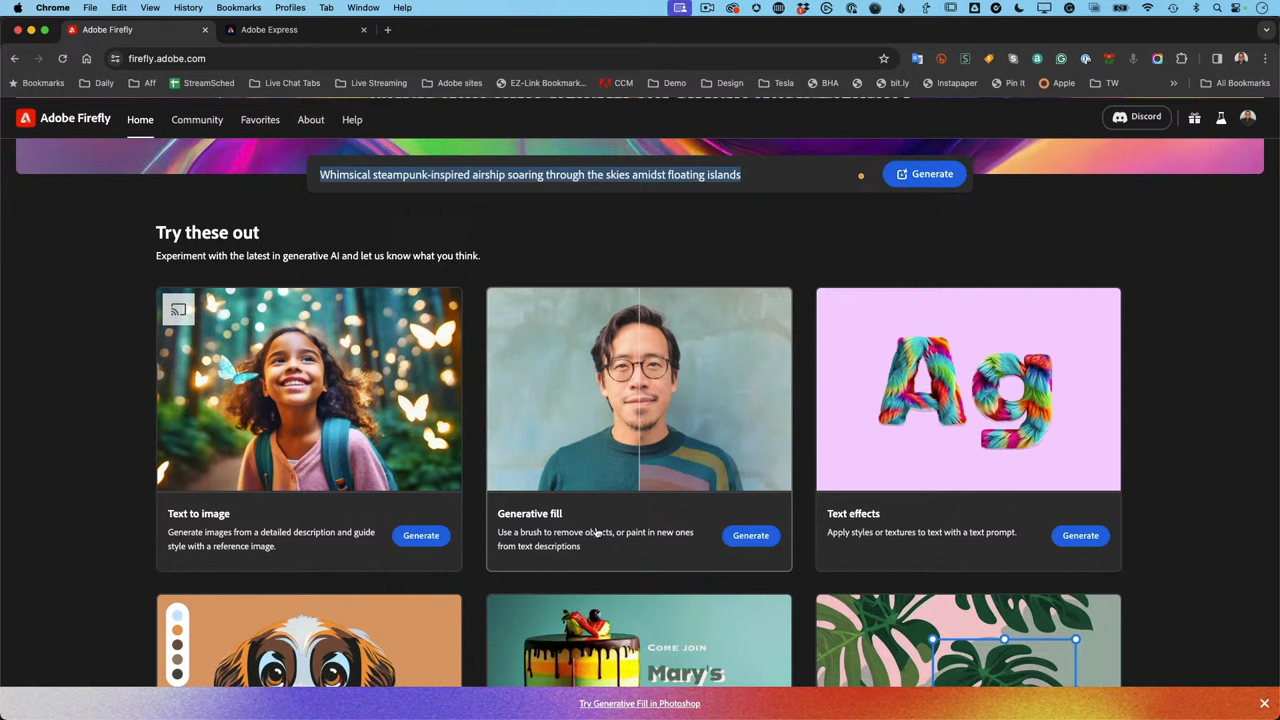 Chrome File Edit View History Bookmarks Profiles Tab Window Help
Adobe Firefly
Adobe Express
firefly.adobe.com
Bookmarks Daily Aff StreamSched Live Chat Tabs Live Streaming Adobe sites EZ-Link Bookmark... CCM Demo Design Tesla BHA bit.ly Instapaper Pin It Apple TW » All Bookmarks
Adobe Firefly Home Community Favorites About Help Discord
Whimsical steampunk-inspired airship soaring through the skies amidst floating islands
Generate
Try these out
Experiment with the latest in generative AI and let us know what you think.
Ag
Text to image
Generate images from a detailed description and guide
style with a reference image.
Generate
Generative fill
Use a brush to remove objects, or paint in new ones
from text descriptions
Generate
Text effects
Apply styles or textures to text with a text prompt.
Generate
COME JOIN
Mary's
Try Generative Fill in Photoshop